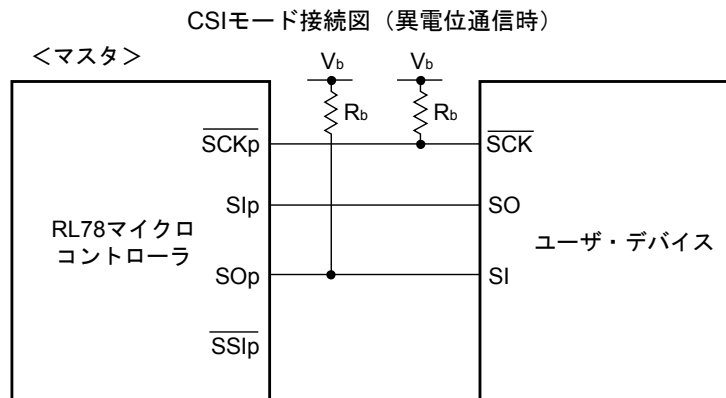 CSIモード接続図（異電位通信時）
＜マスタ＞
Vb
Vb
Rb
Rb
SCKp
SCK
SIp
SO
RL78マイクロ
コントローラ
ユーザ・デバイス
SOp
SI
SSIp